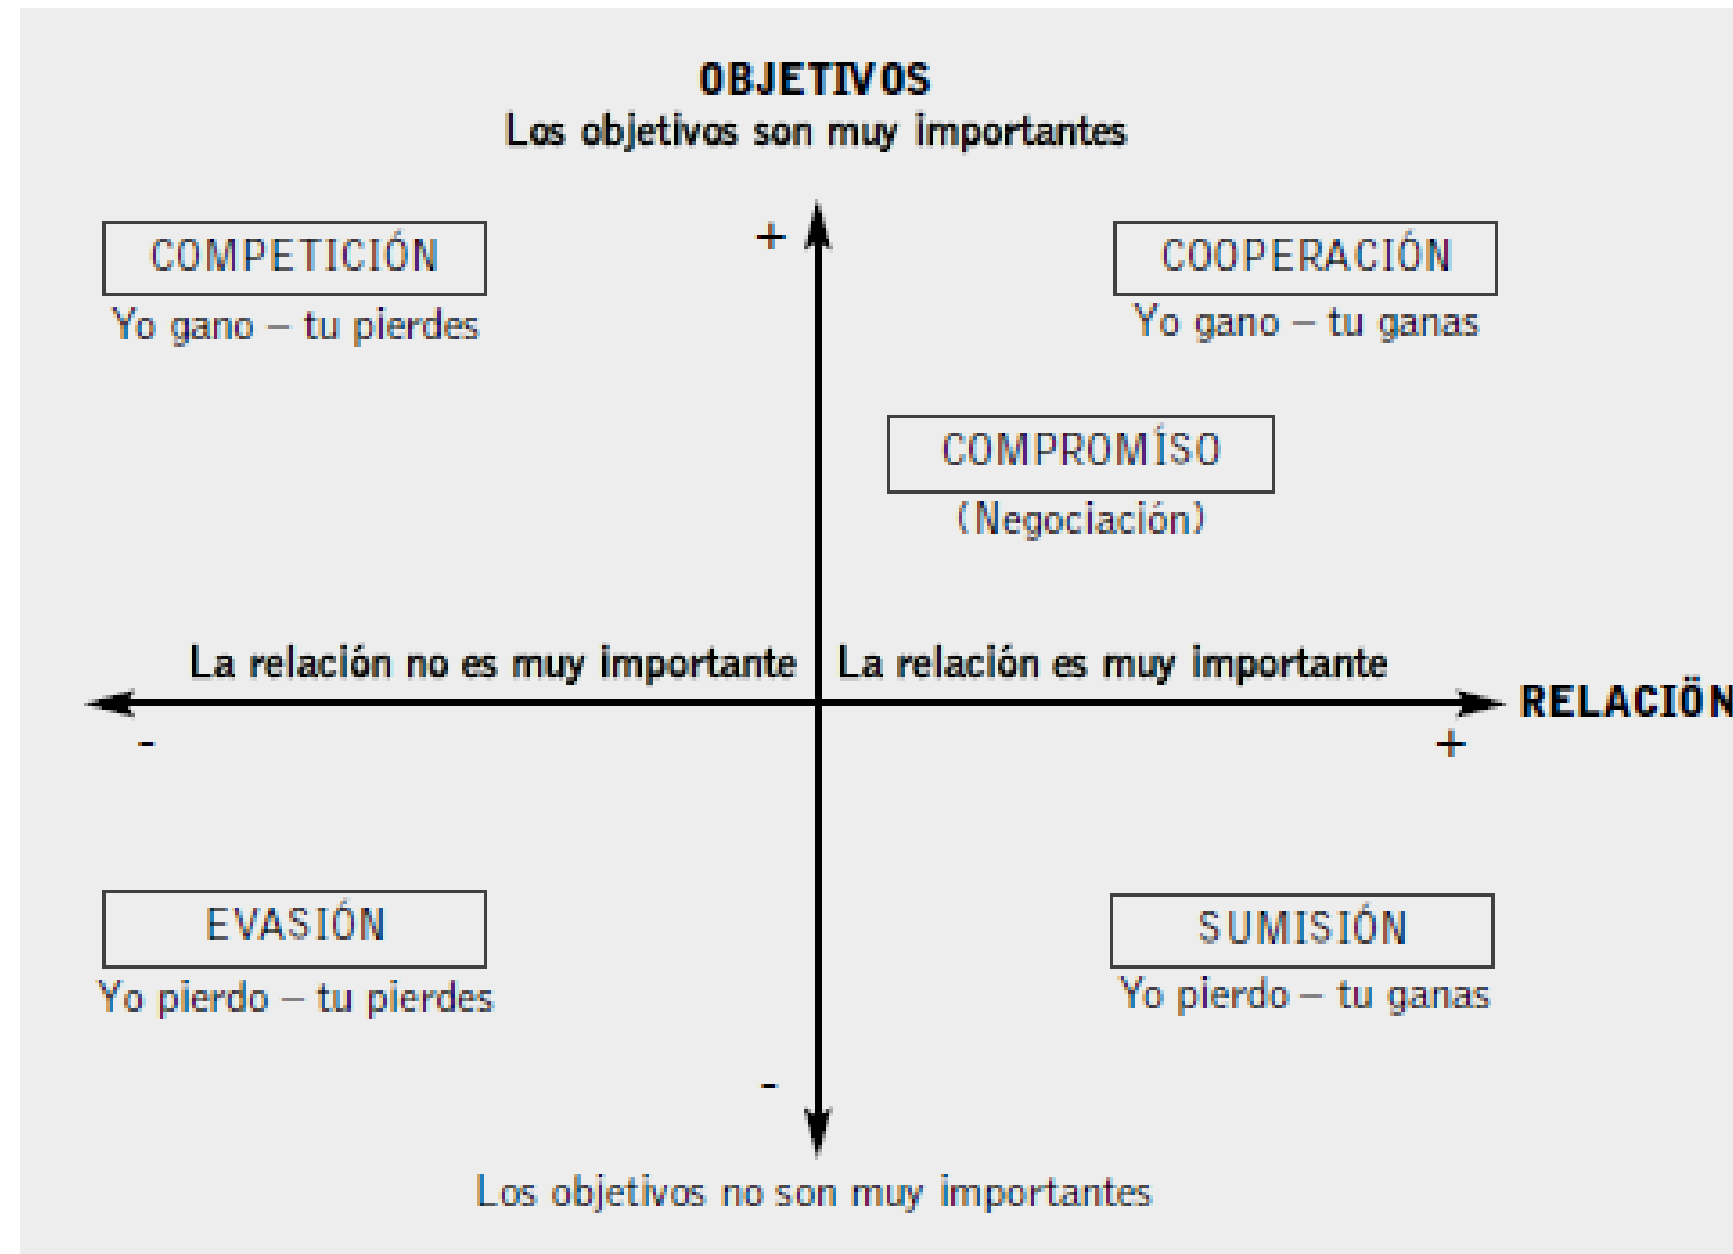 OBJETIVOS
Los objetivos son muy importantes
+
COMPETICIÓN
COOPERACIÓN
Yo gano – tu pierdes
Yo gano – tu ganas
COMPROMÍSO
(Negociación)
La relación no es muy importante
La relación es muy importante
RELACIÖN
-
+
EVASIÓN
SUMISIÓN
Yo pierdo – tu pierdes
Yo pierdo – tu ganas
-
Los objetivos no son muy importantes